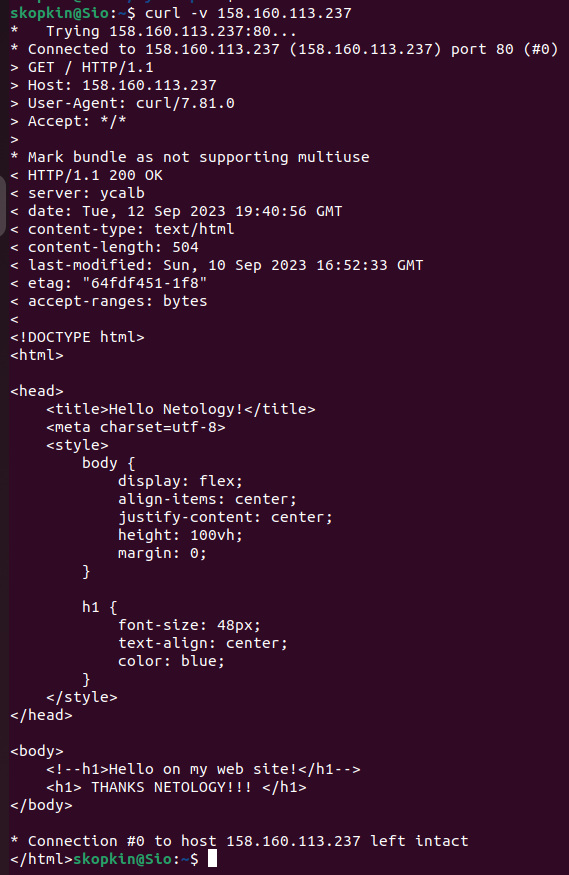 skopkin@Sio:~$ curl -v 158.160.113.237
*   Trying 158.160.113.237:80...
* Connected to 158.160.113.237 (158.160.113.237) port 80 (#0)
> GET / HTTP/1.1
> Host: 158.160.113.237
> User-Agent: curl/7.81.0
> Accept: */*
>
* Mark bundle as not supporting multiuse
< HTTP/1.1 200 OK
< server: ycalb
< date: Tue, 12 Sep 2023 19:40:56 GMT
< content-type: text/html
< content-length: 504
< last-modified: Sun, 10 Sep 2023 16:52:33 GMT
< etag: "64fdf451-1f8"
< accept-ranges: bytes
<
<!DOCTYPE html>
<html>

<head>
    <title>Hello Netology!</title>
    <meta charset=utf-8>
    <style>
        body {
            display: flex;
            align-items: center;
            justify-content: center;
            height: 100vh;
            margin: 0;
        }

        h1 {
            font-size: 48px;
            text-align: center;
            color: blue;
        }
    </style>
</head>

<body>
    <!--h1>Hello on my web site!</h1-->
    <h1> THANKS NETOLOGY!!! </h1>
</body>

* Connection #0 to host 158.160.113.237 left intact
</html>skopkin@Sio:~$